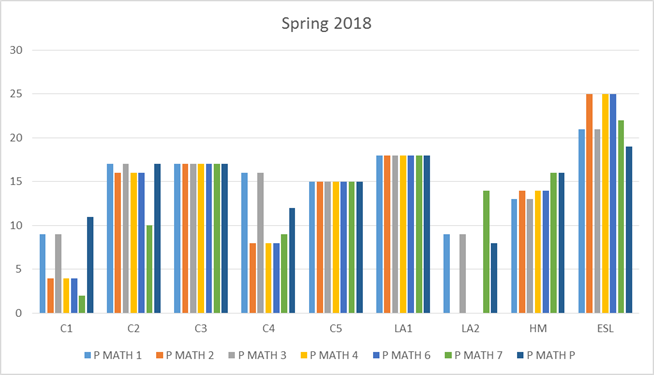 Spring 2018
30
25
20
15
10
5
0
C1 C2 C3 C4 C5 LA1 LA2 HM ESL
P MATH 1 P MATH 2 P MATH 3 P MATH 4 P MATH 6 P MATH 7 P MATH P